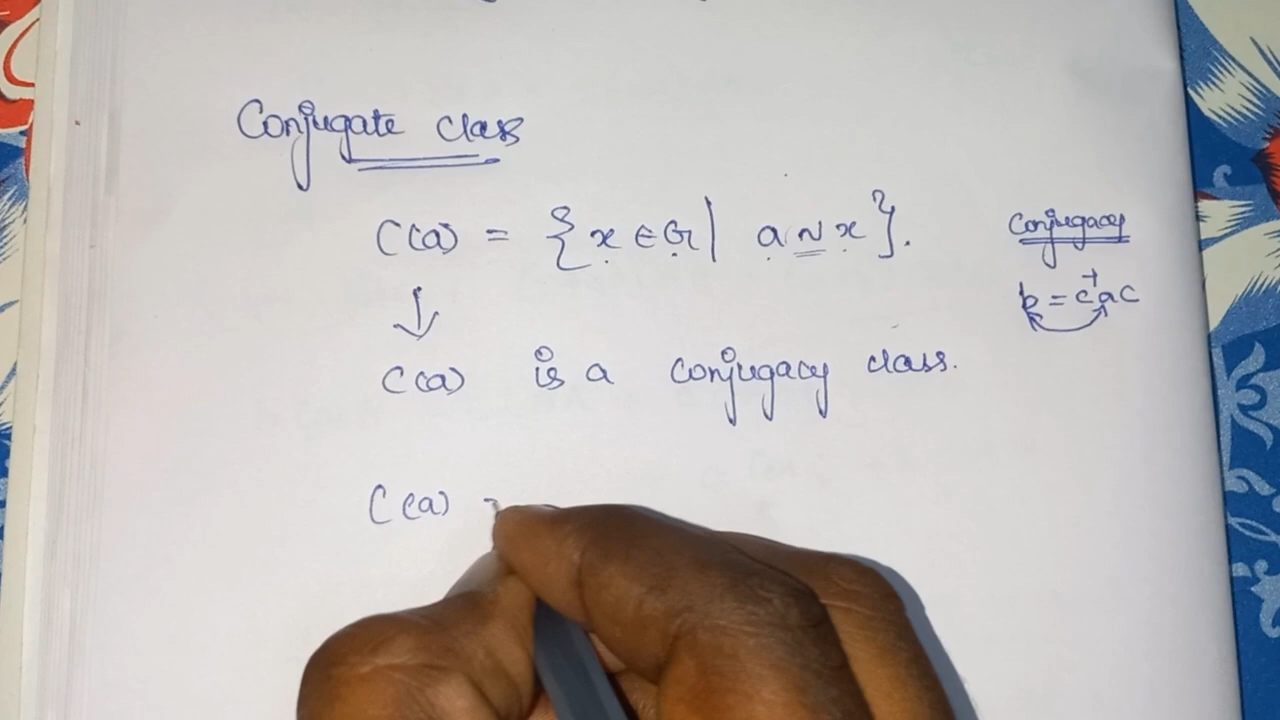 Conjugate class
C(a) = {x ∈ G | a ~ x}.
Conjugacy
b = c⁻¹ac
↓
C(a) is a conjugacy class.
C(a) =